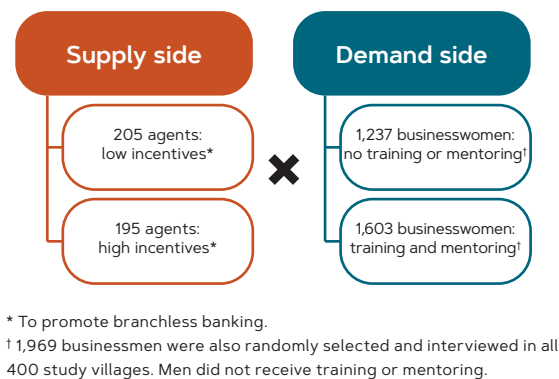 Supply side
Demand side
205 agents:
low incentives*
1,237 businesswomen:
no training or mentoring†
195 agents:
high incentives*
1,603 businesswomen:
training and mentoring†
* To promote branchless banking.
† 1,969 businessmen were also randomly selected and interviewed in all
400 study villages. Men did not receive training or mentoring.